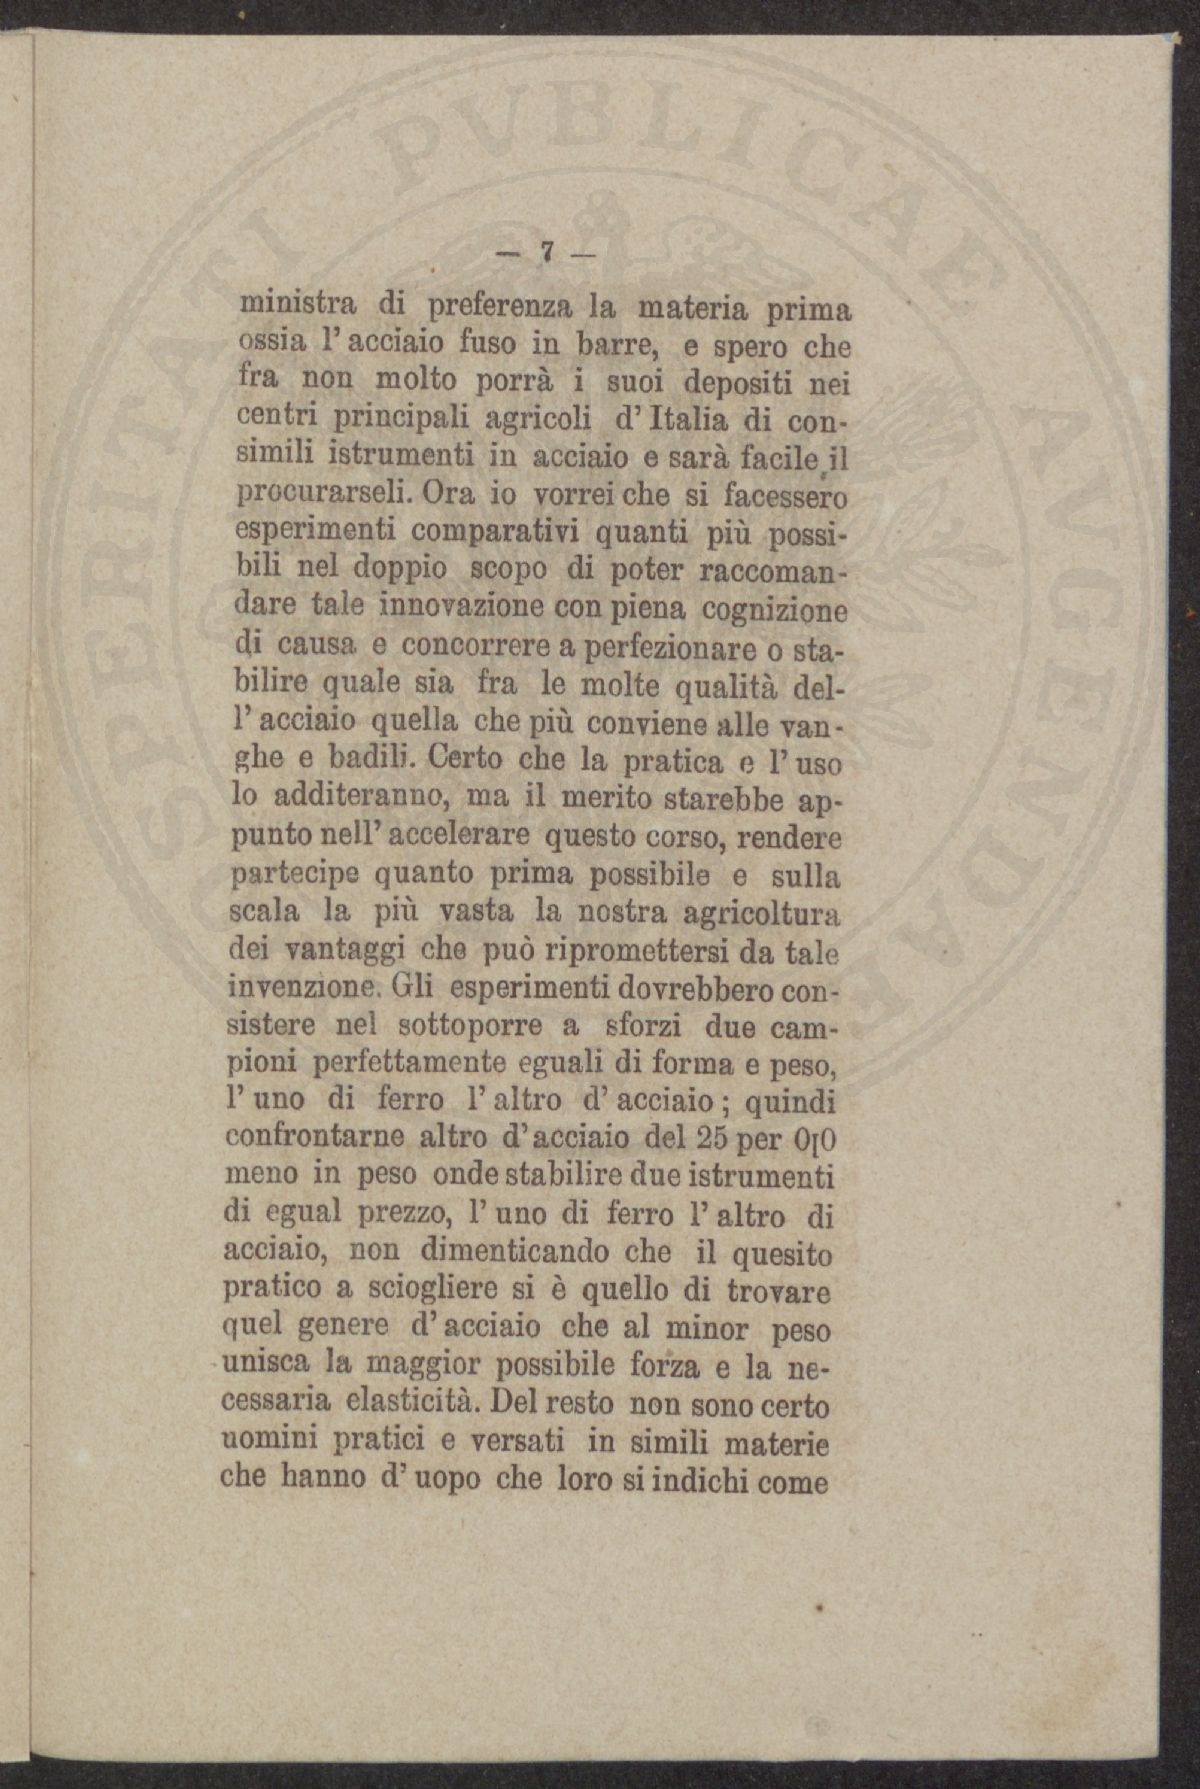 PROSPERITATI PUBLICAE AUGENDAE
— 7 —
ministra di preferenza la materia prima
ossia l' acciaio fuso in barre, e spero che
fra non molto porrà i suoi depositi nei
centri principali agricoli d' Italia di con-
simili istrumenti in acciaio e sarà facile il
procurarseli. Ora io vorrei che si facessero
esperimenti comparativi quanti più possi-
bili nel doppio scopo di poter raccoman-
dare tale innovazione con piena cognizione
di causa e concorrere a perfezionare o sta-
bilire quale sia fra le molte qualità del-
l' acciaio quella che più conviene alle van-
ghe e badili. Certo che la pratica e l' uso
lo additeranno, ma il merito starebbe ap-
punto nell' accelerare questo corso, rendere
partecipe quanto prima possibile e sulla
scala la più vasta la nostra agricoltura
dei vantaggi che può ripromettersi da tale
invenzione. Gli esperimenti dovrebbero con-
sistere nel sottoporre a sforzi due cam-
pioni perfettamente eguali di forma e peso,
l' uno di ferro l' altro d' acciaio ; quindi
confrontarne altro d' acciaio del 25 per 0[0
meno in peso onde stabilire due istrumenti
di egual prezzo, l' uno di ferro l' altro di
acciaio, non dimenticando che il quesito
pratico a sciogliere si è quello di trovare
quel genere d' acciaio che al minor peso
unisca la maggior possibile forza e la ne-
cessaria elasticità. Del resto non sono certo
uomini pratici e versati in simili materie
che hanno d' uopo che loro si indichi come